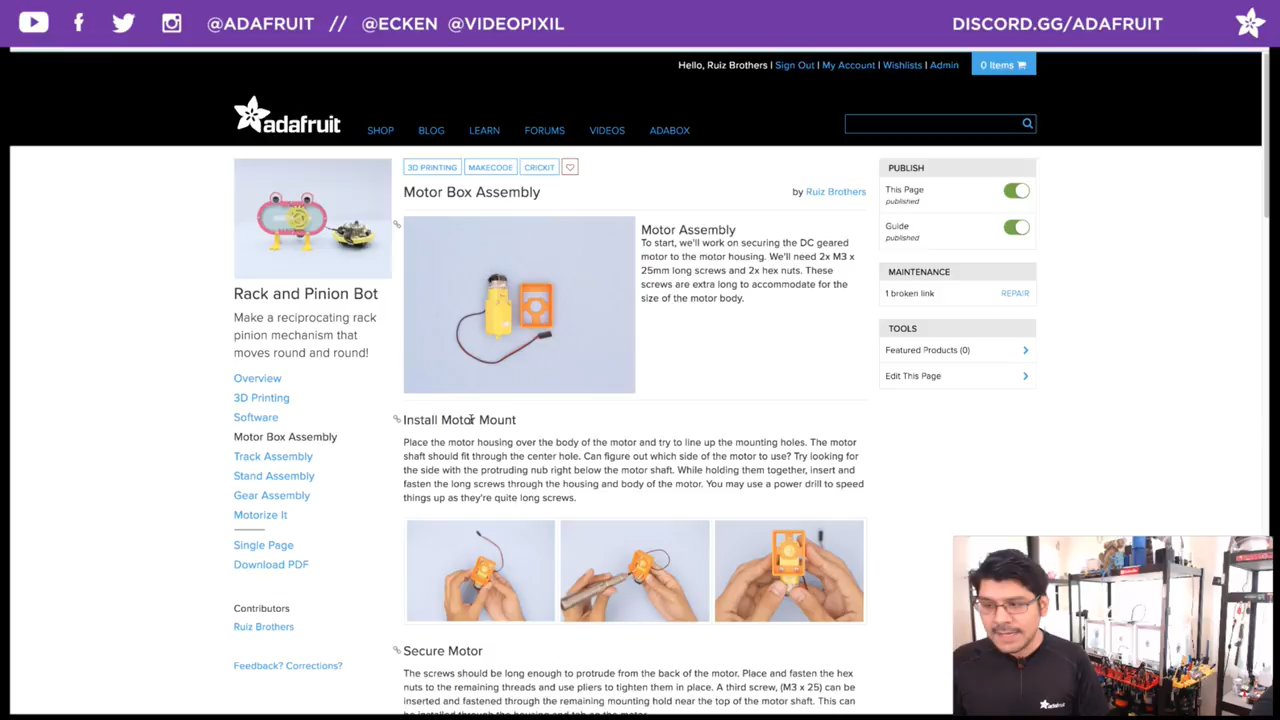 @ADAFRUIT // @ECKEN @VIDEOPIXIL
DISCORD.GG/ADAFRUIT
Hello, Ruiz Brothers | Sign Out | My Account | Wishlists | Admin
0 Items
adafruit
SHOP BLOG LEARN FORUMS VIDEOS ADABOX
3D PRINTING MAKECODE CRICKIT
Motor Box Assembly
by Ruiz Brothers
Motor Assembly
To start, we'll work on securing the DC geared
motor to the motor housing. We'll need 2x M3 x
25mm long screws and 2x hex nuts. These
screws are extra long to accommodate for the
size of the motor body.
Rack and Pinion Bot
Make a reciprocating rack
pinion mechanism that
moves round and round!
Overview
3D Printing
Software
Motor Box Assembly
Track Assembly
Stand Assembly
Gear Assembly
Motorize It
Single Page
Download PDF
Contributors
Ruiz Brothers
Feedback? Corrections?
Install Motor Mount
Place the motor housing over the body of the motor and try to line up the mounting holes. The motor
shaft should fit through the center hole. Can figure out which side of the motor to use? Try looking for
the side with the protruding nub right below the motor shaft. While holding them together, insert and
fasten the long screws through the housing and body of the motor. You may use a power drill to speed
things up as they're quite long screws.
Secure Motor
The screws should be long enough to protrude from the back of the motor. Place and fasten the hex
nuts to the remaining threads and use pliers to tighten them in place. A third screw, (M3 x 25) can be
inserted and fastened through the remaining mounting hold near the top of the motor shaft. This can
PUBLISH
This Page
published
Guide
published
MAINTENANCE
1 broken link REPAIR
TOOLS
Featured Products (0)
Edit This Page
adafruit